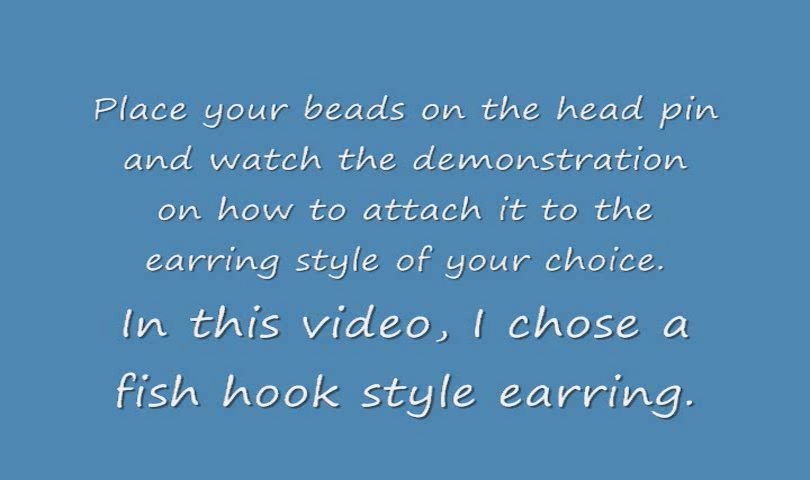 Place your beads on the head pin
and watch the demonstration
on how to attach it to the
earring style of your choice.
In this video, I chose a
fish hook style earring.